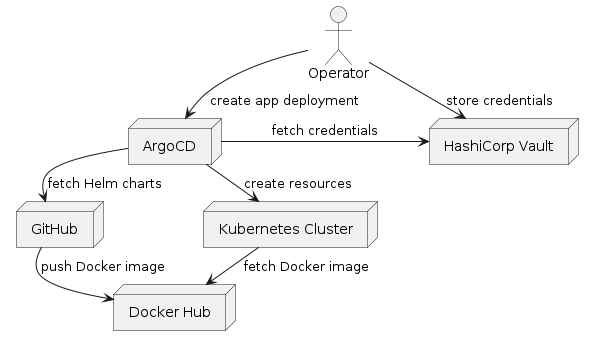 Operator
create app deployment
store credentials
fetch credentials
ArgoCD
HashiCorp Vault
fetch Helm charts
create resources
GitHub
Kubernetes Cluster
push Docker image
fetch Docker image
Docker Hub